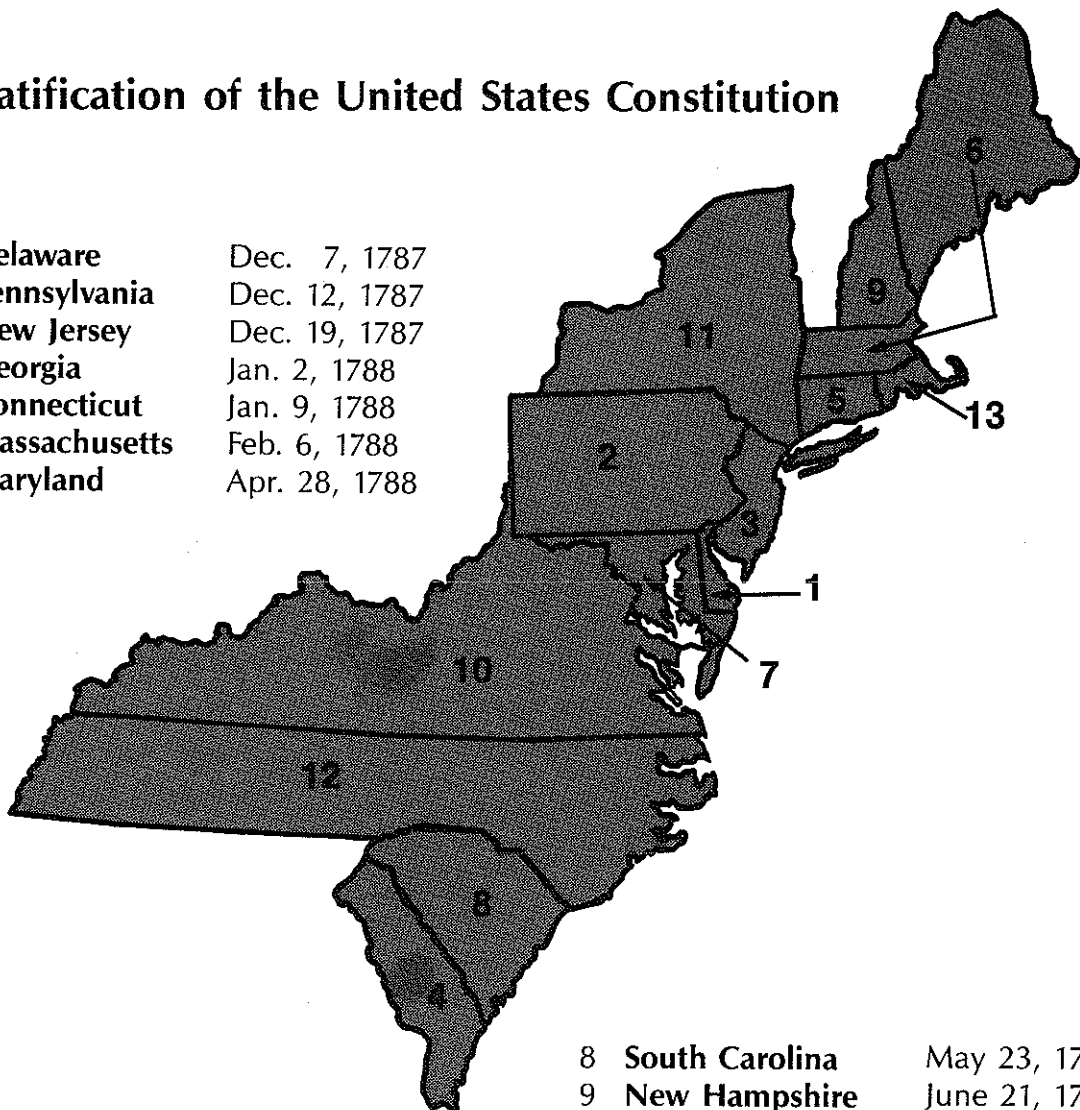 atification of the United States Constitution
elaware Dec. 7, 1787
ennsylvania Dec. 12, 1787
ew Jersey Dec. 19, 1787
eorgia Jan. 2, 1788
onnecticut Jan. 9, 1788
assachusetts Feb. 6, 1788
aryland Apr. 28, 1788
6
9
11
5
13
2
3
1
7
10
12
8
4
8 South Carolina May 23, 17
9 New Hampshire June 21, 17